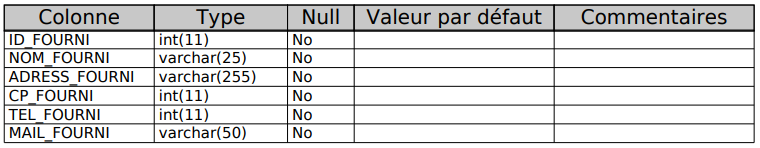 Colonne Type Null Valeur par défaut Commentaires
ID_FOURNI int(11) No
NOM_FOURNI varchar(25) No
ADRESS_FOURNI varchar(255) No
CP_FOURNI int(11) No
TEL_FOURNI int(11) No
MAIL_FOURNI varchar(50) No